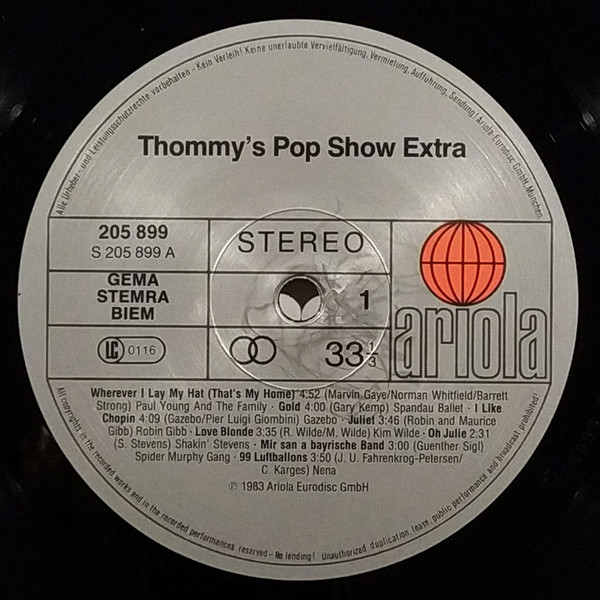 Alle Urheber- und Leistungsschutzrechte vorbehalten – Kein Verleih! Keine unerlaubte Vervielfältigung, Vermietung, Aufführung, Sendung! Ariola-Eurodisc GmbH, München
Thommy's Pop Show Extra
205 899
S 205 899 A
STEREO
GEMA
STEMRA
BIEM
1
ariola
LC 0116
33 1/3
Wherever I Lay My Hat (That's My Home) 4:52 (Marvin Gaye/Norman Whitfield/Barrett
Strong) Paul Young And The Family · Gold 4:00 (Gary Kemp) Spandau Ballet · I Like
Chopin 4:09 (Gazebo/Pier Luigi Giombini) Gazebo · Juliet 3:46 (Robin and Maurice
Gibb) Robin Gibb · Love Blonde 3:35 (R. Wilde/M. Wilde) Kim Wilde · Oh Julie 2:31
(S. Stevens) Shakin' Stevens · Mir san a bayrische Band 3:00 (Guenther Sigl)
Spider Murphy Gang · 99 Luftballons 3:50 (J. U. Fahrenkrog-Petersen/
C. Karges) Nena
℗ 1983 Ariola Eurodisc GmbH
All copyrights in the recorded works and in the recorded performances reserved – No lending! Unauthorized duplication, lease, public performance and broadcast prohibited!